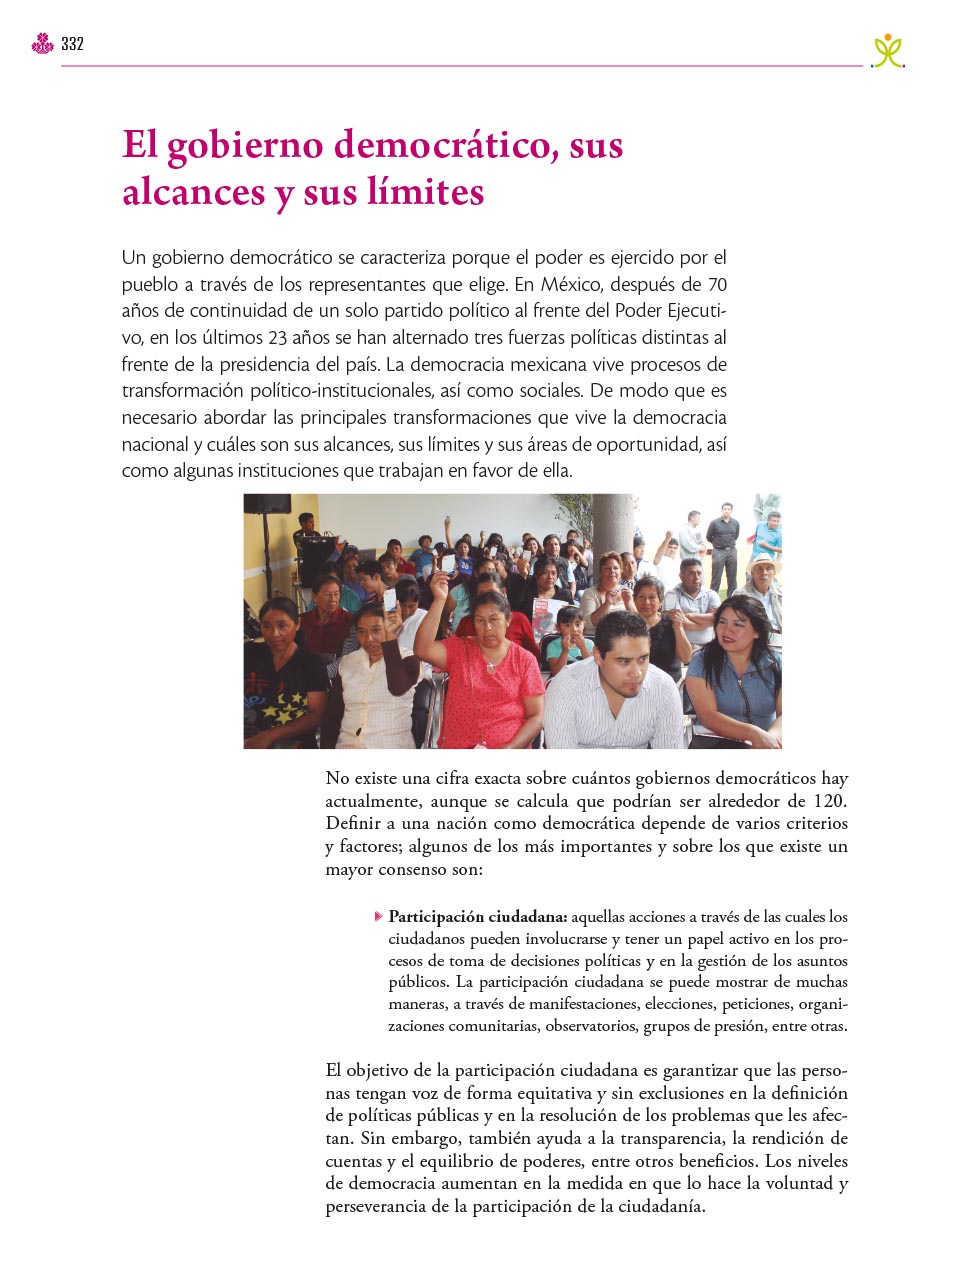 332
El gobierno democrático, sus
alcances y sus límites
Un gobierno democrático se caracteriza porque el poder es ejercido por el
pueblo a través de los representantes que elige. En México, después de 70
años de continuidad de un solo partido político al frente del Poder Ejecuti-
vo, en los últimos 23 años se han alternado tres fuerzas políticas distintas al
frente de la presidencia del país. La democracia mexicana vive procesos de
transformación político-institucionales, así como sociales. De modo que es
necesario abordar las principales transformaciones que vive la democracia
nacional y cuáles son sus alcances, sus límites y sus áreas de oportunidad, así
como algunas instituciones que trabajan en favor de ella.
No existe una cifra exacta sobre cuántos gobiernos democráticos hay
actualmente, aunque se calcula que podrían ser alrededor de 120.
Definir a una nación como democrática depende de varios criterios
y factores; algunos de los más importantes y sobre los que existe un
mayor consenso son:
Participación ciudadana: aquellas acciones a través de las cuales los
ciudadanos pueden involucrarse y tener un papel activo en los pro-
cesos de toma de decisiones políticas y en la gestión de los asuntos
públicos. La participación ciudadana se puede mostrar de muchas
maneras, a través de manifestaciones, elecciones, peticiones, organi-
zaciones comunitarias, observatorios, grupos de presión, entre otras.
El objetivo de la participación ciudadana es garantizar que las perso-
nas tengan voz de forma equitativa y sin exclusiones en la definición
de políticas públicas y en la resolución de los problemas que les afec-
tan. Sin embargo, también ayuda a la transparencia, la rendición de
cuentas y el equilibrio de poderes, entre otros beneficios. Los niveles
de democracia aumentan en la medida en que lo hace la voluntad y
perseverancia de la participación de la ciudadanía.